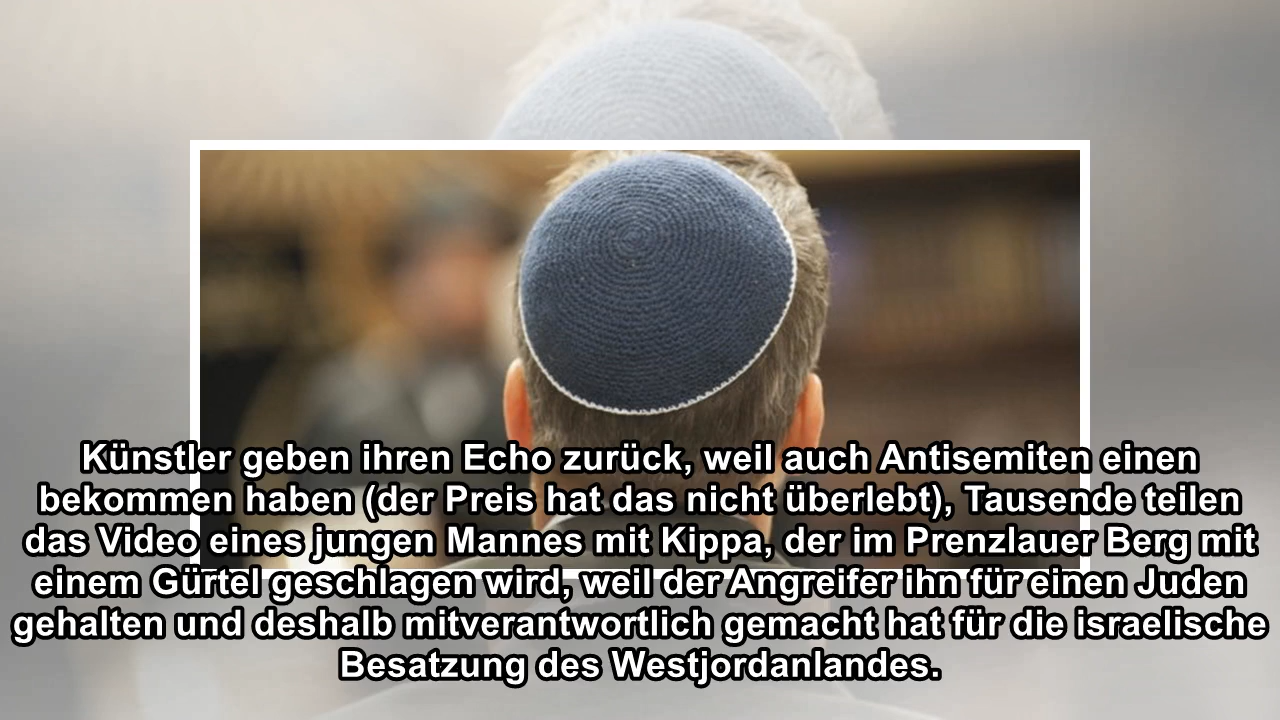 Künstler geben ihren Echo zurück, weil auch Antisemiten einen
bekommen haben (der Preis hat das nicht überlebt), Tausende teilen
das Video eines jungen Mannes mit Kippa, der im Prenzlauer Berg mit
einem Gürtel geschlagen wird, weil der Angreifer ihn für einen Juden
gehalten und deshalb mitverantwortlich gemacht hat für die israelische
Besatzung des Westjordanlandes.